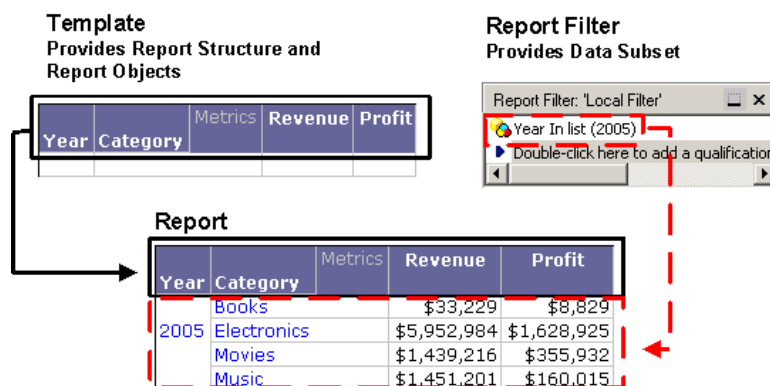 Template
Provides Report Structure and
Report Objects
Report Filter
Provides Data Subset
Year Category Metrics Revenue Profit
Report Filter: 'Local Filter'
Year In list (2005)
Double-click here to add a qualification
Report
Year Category Metrics Revenue Profit
2005 Books $33,229 $8,829
Electronics $5,952,984 $1,628,925
Movies $1,439,216 $355,932
Music $1,451,201 $160,015